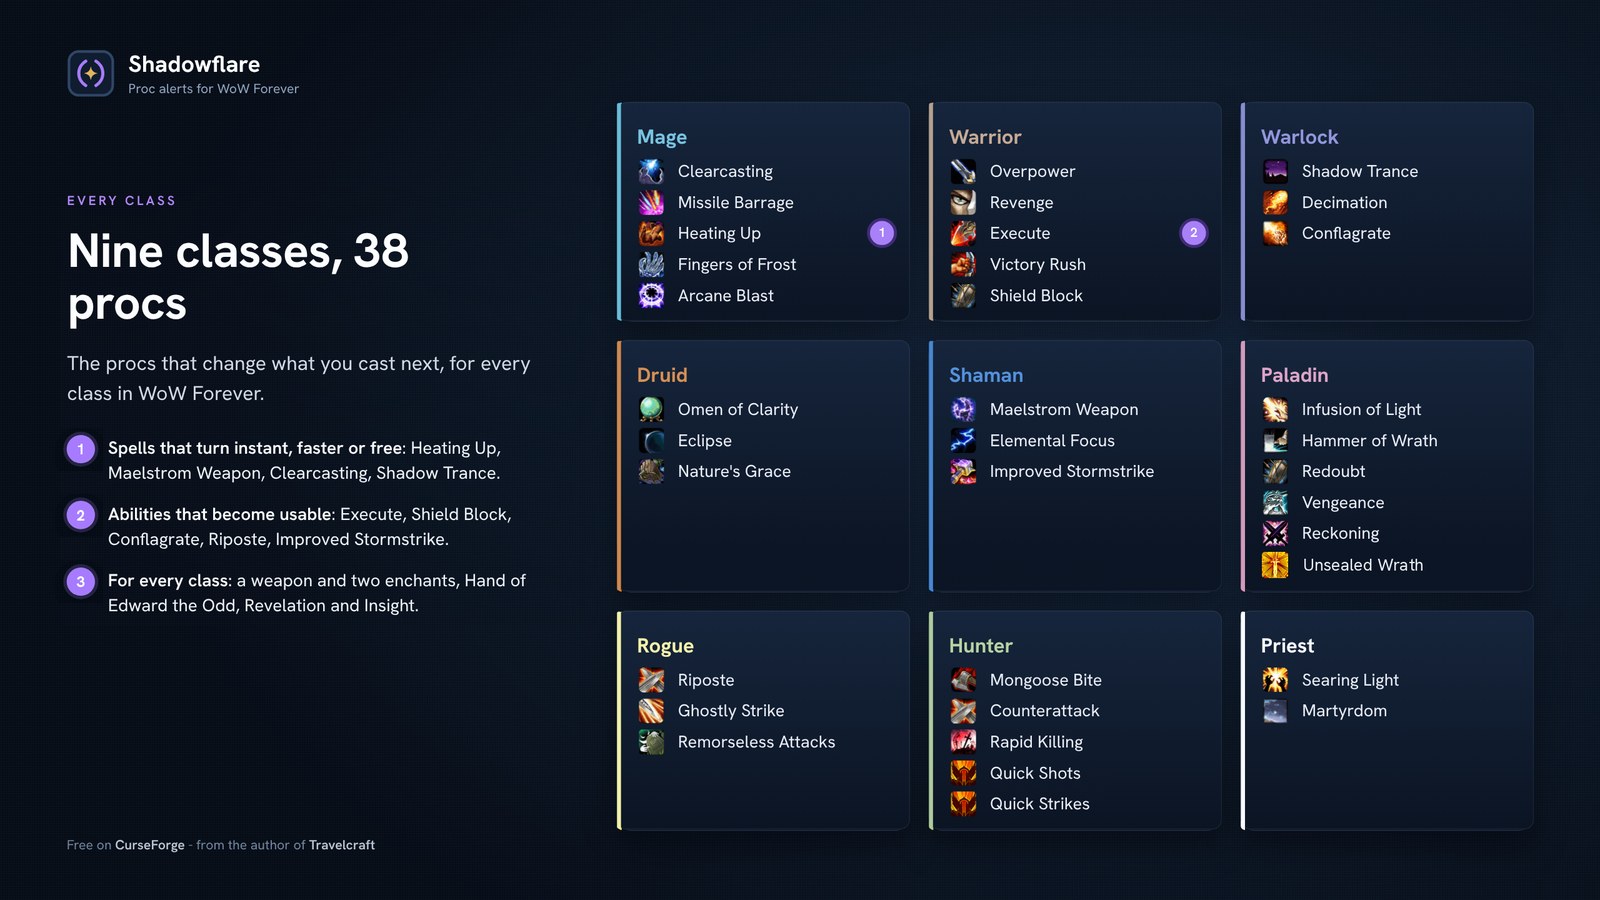 Shadowflare
Proc alerts for WoW Forever
EVERY CLASS
Nine classes, 38
procs
The procs that change what you cast next, for every
class in WoW Forever.
1
Spells that turn instant, faster or free: Heating Up,
Maelstrom Weapon, Clearcasting, Shadow Trance.
2
Abilities that become usable: Execute, Shield Block,
Conflagrate, Riposte, Improved Stormstrike.
3
For every class: a weapon and two enchants, Hand of
Edward the Odd, Revelation and Insight.
Free on CurseForge - from the author of Travelcraft
Mage
Clearcasting
Missile Barrage
Heating Up
1
Fingers of Frost
Arcane Blast
Warrior
Overpower
Revenge
Execute
2
Victory Rush
Shield Block
Warlock
Shadow Trance
Decimation
Conflagrate
Druid
Omen of Clarity
Eclipse
Nature's Grace
Shaman
Maelstrom Weapon
Elemental Focus
Improved Stormstrike
Paladin
Infusion of Light
Hammer of Wrath
Redoubt
Vengeance
Reckoning
Unsealed Wrath
Rogue
Riposte
Ghostly Strike
Remorseless Attacks
Hunter
Mongoose Bite
Counterattack
Rapid Killing
Quick Shots
Quick Strikes
Priest
Searing Light
Martyrdom